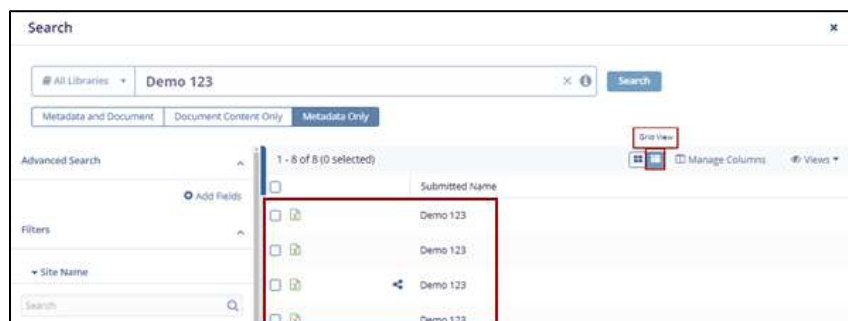 Search
All Libraries Demo 123 Search
Metadata and Document Document Content Only Metadata Only
Grid View
Advanced Search 1 - 8 of 8 (0 selected) Manage Columns Views
Add Fields Submitted Name
Filters Demo 123
Demo 123
Site Name Demo 123
Search Demo 123